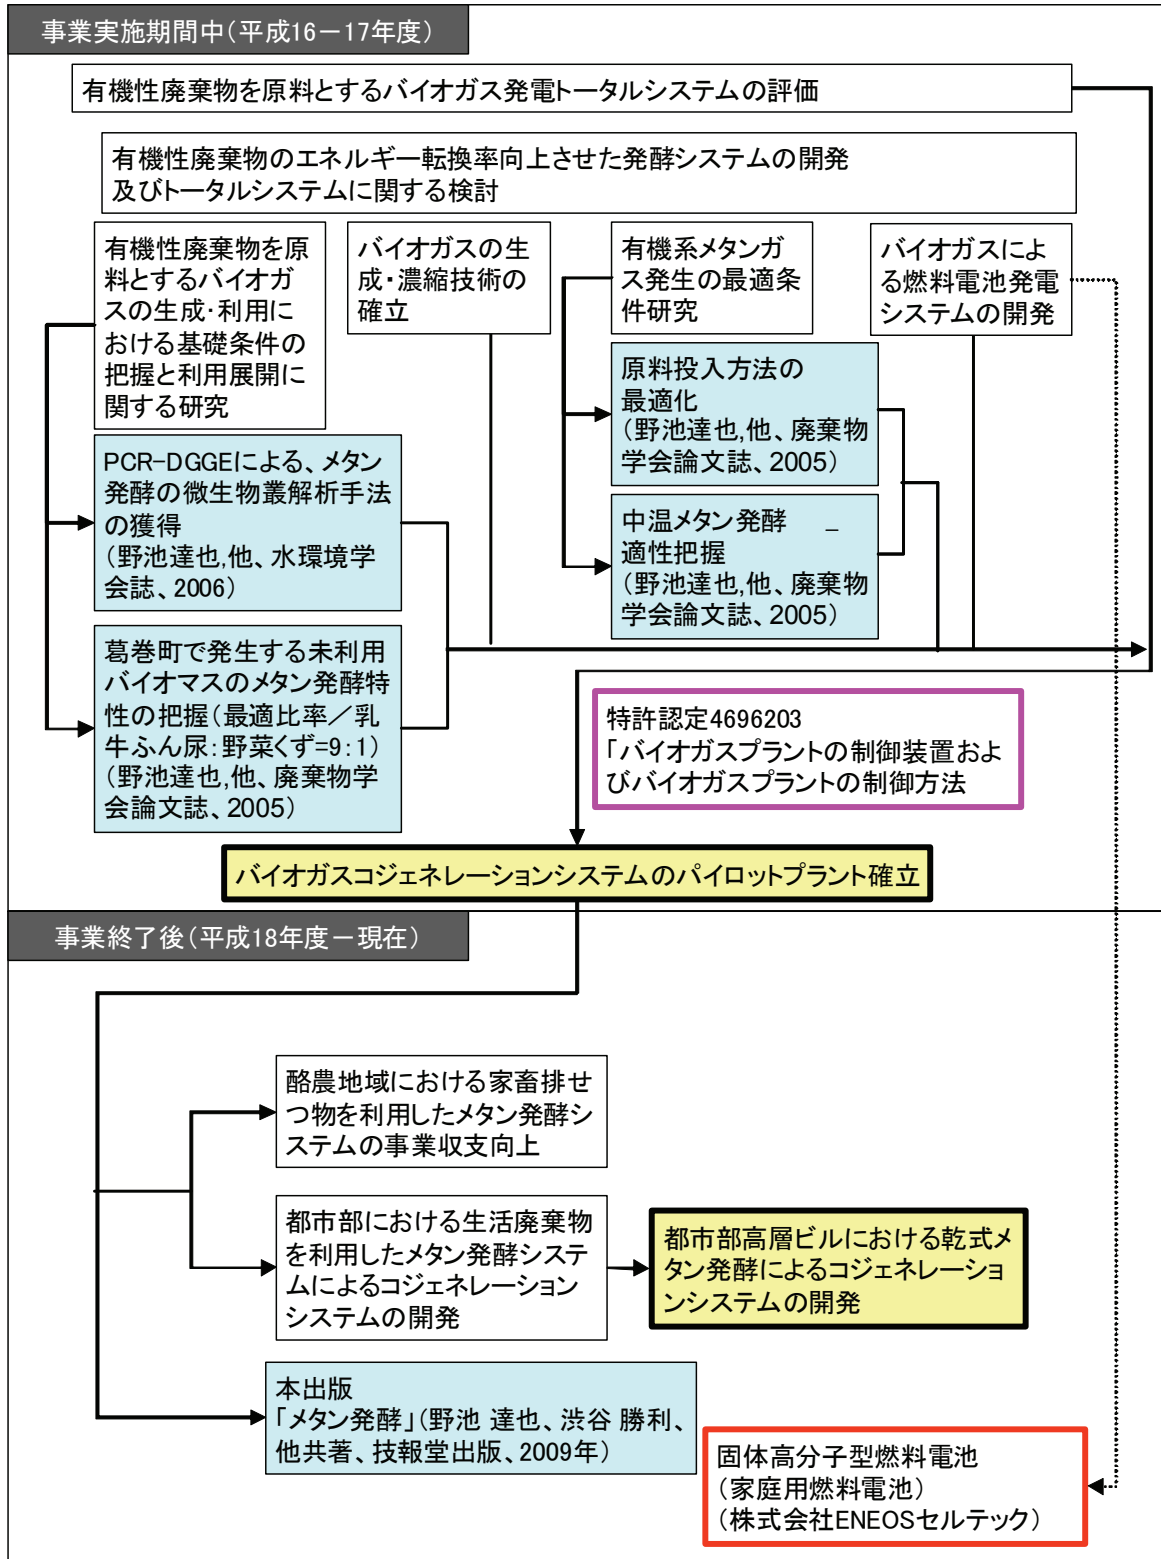 事業実施期間中(平成16－17年度)
有機性廃棄物を原料とするバイオガス発電トータルシステムの評価
有機性廃棄物のエネルギー転換率向上させた発酵システムの開発
及びトータルシステムに関する検討
有機性廃棄物を原
料とするバイオガ
スの生成・利用に
おける基礎条件の
把握と利用展開に
関する研究
バイオガスの生
成・濃縮技術の
確立
有機系メタンガ
ス発生の最適条
件研究
バイオガスによ
る燃料電池発電
システムの開発
原料投入方法の
最適化
(野池達也,他、廃棄物
学会論文誌、2005)
PCR-DGGEによる、メタン
発酵の微生物叢解析手法
の獲得
(野池達也,他、水環境学
会誌、2006)
中温メタン発酵 _
適性把握
(野池達也,他、廃棄物
学会論文誌、2005)
葛巻町で発生する未利用
バイオマスのメタン発酵特
性の把握(最適比率／乳
牛ふん尿:野菜くず=9:1)
(野池達也,他、廃棄物学
会論文誌、2005)
特許認定4696203
「バイオガスプラントの制御装置およ
びバイオガスプラントの制御方法
バイオガスコジェネレーションシステムのパイロットプラント確立
事業終了後(平成18年度－現在)
酪農地域における家畜排せ
つ物を利用したメタン発酵シ
ステムの事業収支向上
都市部における生活廃棄物
を利用したメタン発酵システ
ムによるコジェネレーション
システムの開発
都市部高層ビルにおける乾式メ
タン発酵によるコジェネレーショ
ンシステムの開発
本出版
「メタン発酵」(野池 達也、渋谷 勝利、
他共著、技報堂出版、2009年)
固体高分子型燃料電池
(家庭用燃料電池)
(株式会社ENEOSセルテック)